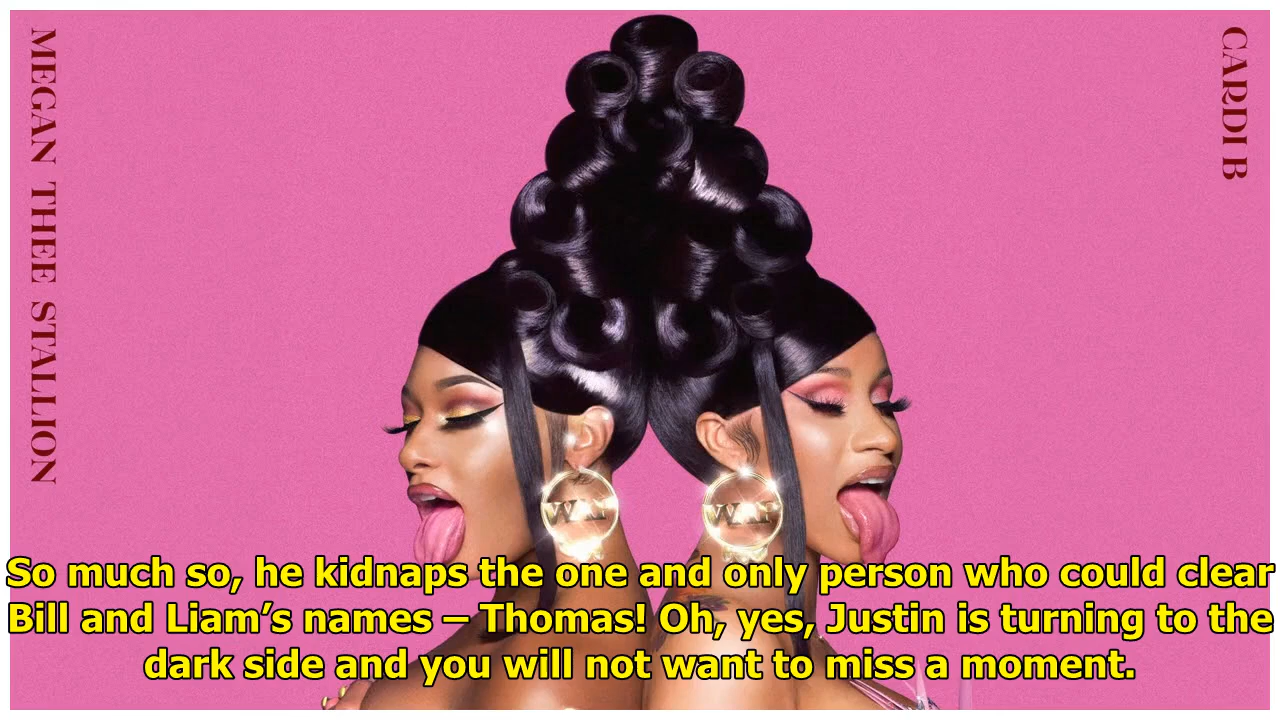 MEGAN THEE STALLION
CARDI B
WAP
WAP
So much so, he kidnaps the one and only person who could clear
Bill and Liam’s names – Thomas! Oh, yes, Justin is turning to the
dark side and you will not want to miss a moment.